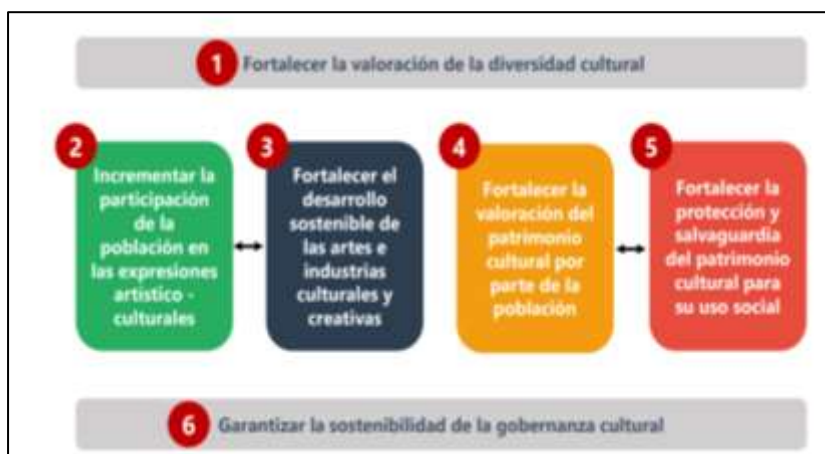 1 Fortalecer la valoración de la diversidad cultural
2
Incrementar la
participación
de la
población en
las expresiones
artístico -
culturales
3
Fortalecer el
desarrollo
sostenible de
las artes e
industrias
culturales y
creativas
4
Fortalecer la
valoración del
patrimonio
cultural por
parte de la
población
5
Fortalecer la
protección y
salvaguardia
del patrimonio
cultural para
su uso social
6 Garantizar la sostenibilidad de la gobernanza cultural